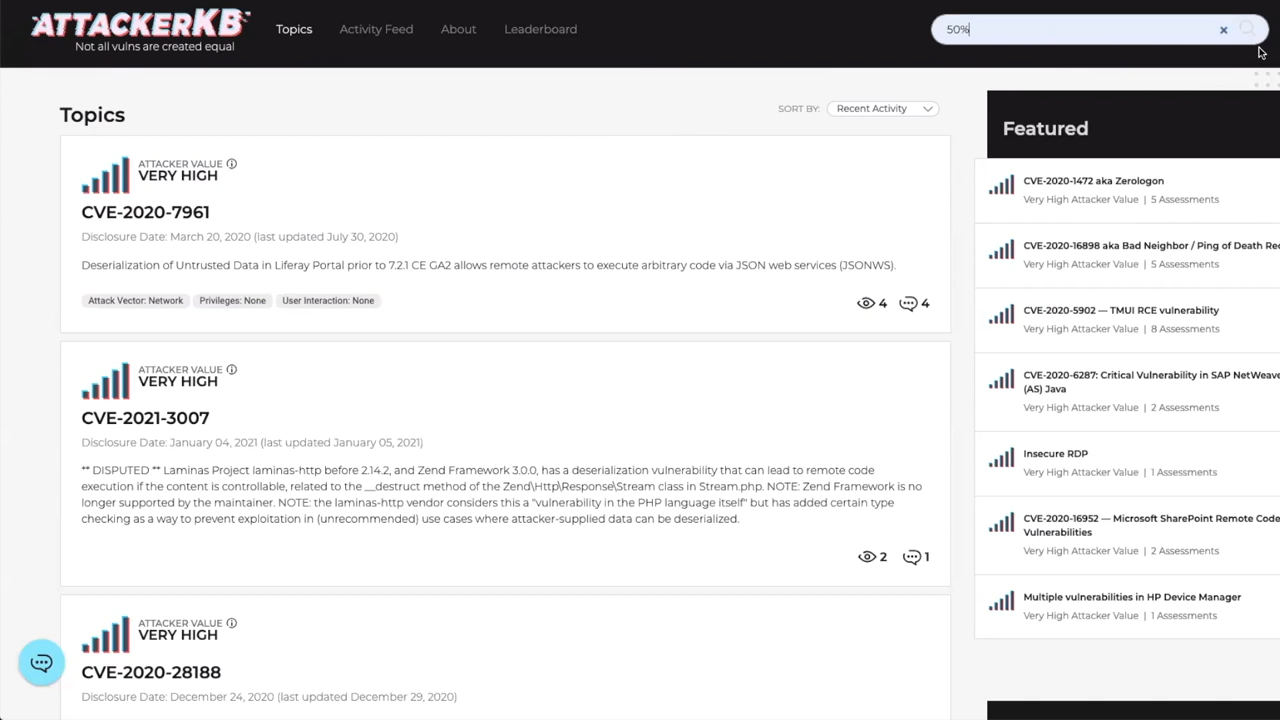 ATTACKERKB
Not all vulns are created equal
Topics
Activity Feed
About
Leaderboard
50%
Topics
SORT BY:
Recent Activity
ATTACKER VALUE
VERY HIGH
CVE-2020-7961
Disclosure Date: March 20, 2020 (last updated July 30, 2020)
Deserialization of Untrusted Data in Liferay Portal prior to 7.2.1 CE GA2 allows remote attackers to execute arbitrary code via JSON web services (JSONWS).
Attack Vector: Network
Privileges: None
User Interaction: None
4
4
ATTACKER VALUE
VERY HIGH
CVE-2021-3007
Disclosure Date: January 04, 2021 (last updated January 05, 2021)
** DISPUTED ** Laminas Project laminas-http before 2.14.2, and Zend Framework 3.0.0, has a deserialization vulnerability that can lead to remote code
execution if the content is controllable, related to the __destruct method of the Zend\Http\Response\Stream class in Stream.php. NOTE: Zend Framework is no
longer supported by the maintainer. NOTE: the laminas-http vendor considers this a "vulnerability in the PHP language itself" but has added certain type
checking as a way to prevent exploitation in (unrecommended) use cases where attacker-supplied data can be deserialized.
2
1
ATTACKER VALUE
VERY HIGH
CVE-2020-28188
Disclosure Date: December 24, 2020 (last updated December 29, 2020)
Featured
CVE-2020-1472 aka Zerologon
Very High Attacker Value | 5 Assessments
CVE-2020-16898 aka Bad Neighbor / Ping of Death Rec
Very High Attacker Value | 5 Assessments
CVE-2020-5902 — TMUI RCE vulnerability
Very High Attacker Value | 8 Assessments
CVE-2020-6287: Critical Vulnerability in SAP NetWeave
(AS) Java
Very High Attacker Value | 2 Assessments
Insecure RDP
Very High Attacker Value | 1 Assessments
CVE-2020-16952 — Microsoft SharePoint Remote Code
Vulnerabilities
Very High Attacker Value | 2 Assessments
Multiple vulnerabilities in HP Device Manager
Very High Attacker Value | 1 Assessments